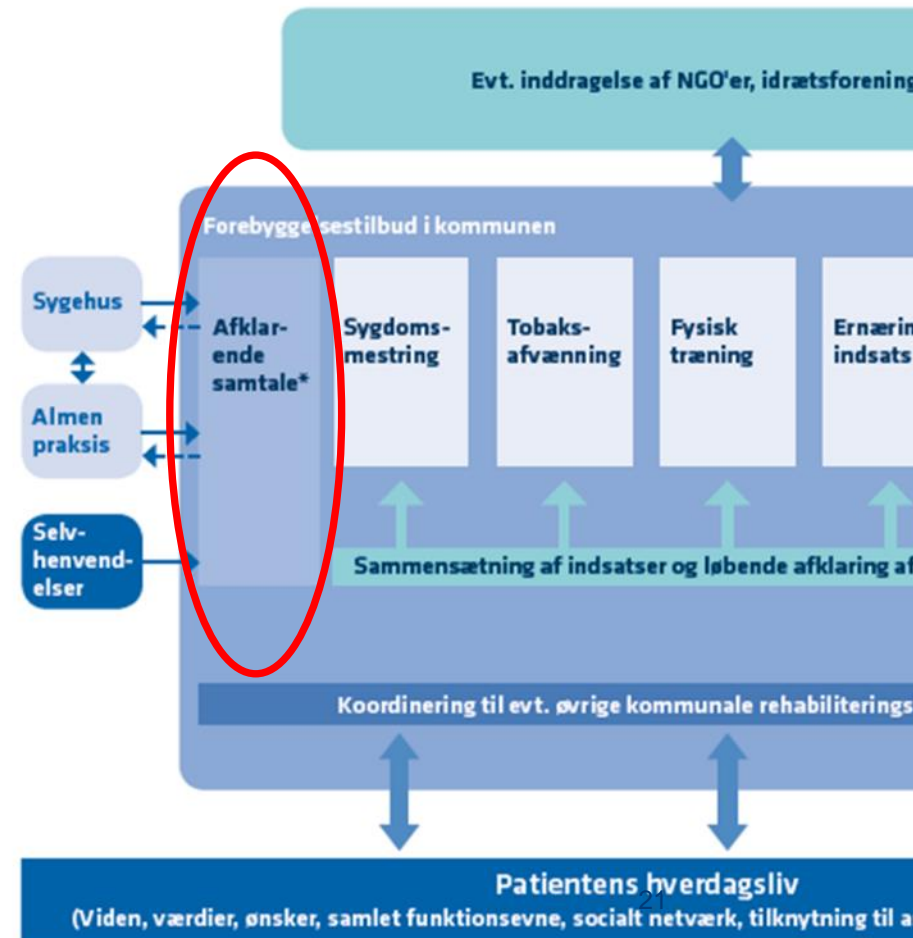 Evt. inddragelse af NGO'er, idrætsforening
Forebyggelsestilbud i kommunen
Sygehus
Almen
praksis
Selv-
henvend-
elser
Afklar-
ende
samtale*
Sygdoms-
mestring
Tobaks-
afvænning
Fysisk
træning
Ernærin
indsats
Sammensætning af indsatser og løbende afklaring af
Koordinering til evt. øvrige kommunale rehabiliterings
Patientens hverdagsliv
21
(Viden, værdier, ønsker, samlet funktionsevne, socialt netværk, tilknytning til a